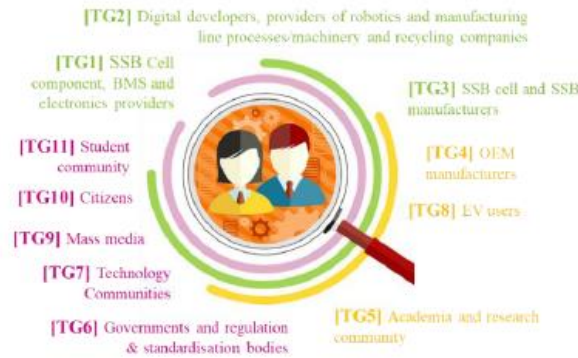 [TG2] Digital developers, providers of robotics and manufacturing
line processes/machinery and recycling companies
[TG1] SSB Cell
component, BMS and
electronics providers
[TG3] SSB cell and SSB
manufacturers
[TG11] Student
community
[TG4] OEM
manufacturers
[TG10] Citizens
[TG8] EV users
[TG9] Mass media
[TG7] Technology
Communities
[TG5] Academia and research
community
[TG6] Governments and regulation
& standardisation bodies